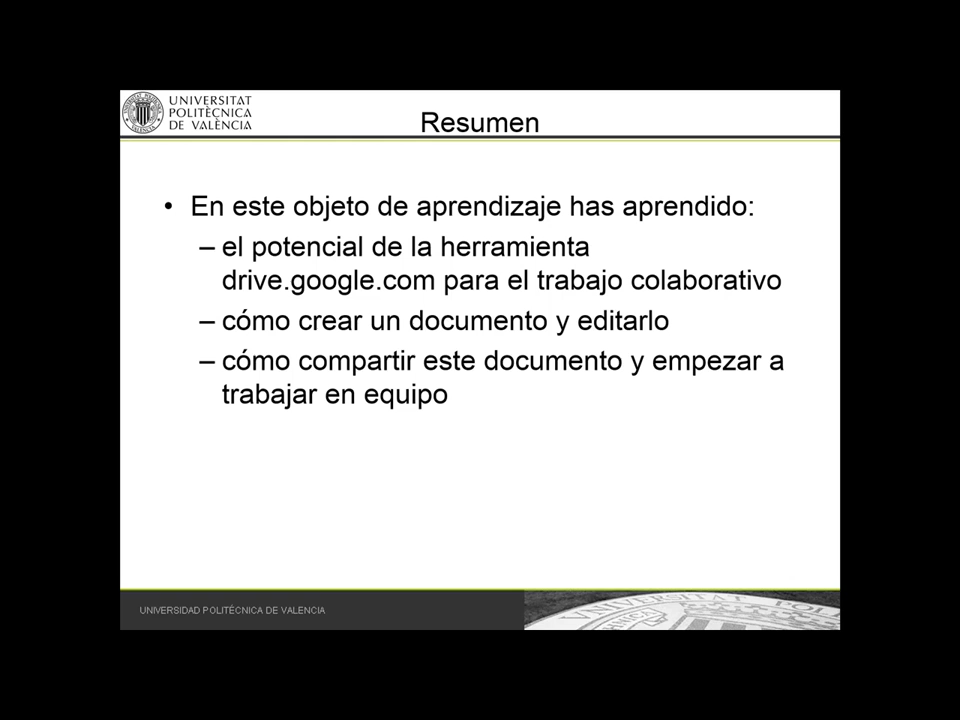 UNIVERSITAT
POLITÈCNICA
DE VALÈNCIA
Resumen
• En este objeto de aprendizaje has aprendido:
– el potencial de la herramienta
drive.google.com para el trabajo colaborativo
– cómo crear un documento y editarlo
– cómo compartir este documento y empezar a
trabajar en equipo
UNIVERSIDAD POLITÉCNICA DE VALENCIA